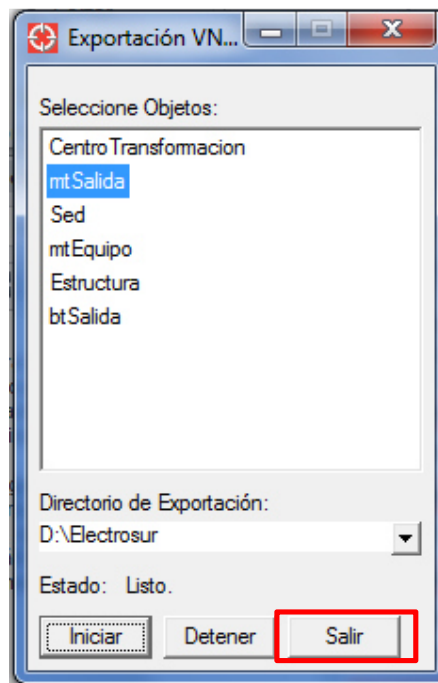 Exportación VN...
Seleccione Objetos:
CentroTransformacion
mtSalida
Sed
mtEquipo
Estructura
btSalida
Directorio de Exportación:
D:\Electrosur
Estado: Listo.
Iniciar Detener Salir